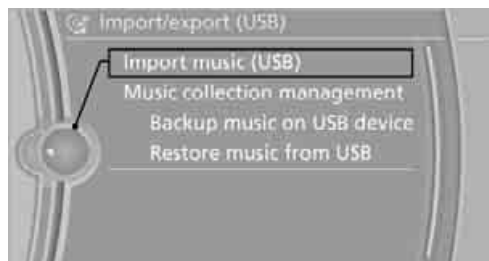 Import/export (USB)
Import music (USB)
Music collection management
Backup music on USB device
Restore music from USB